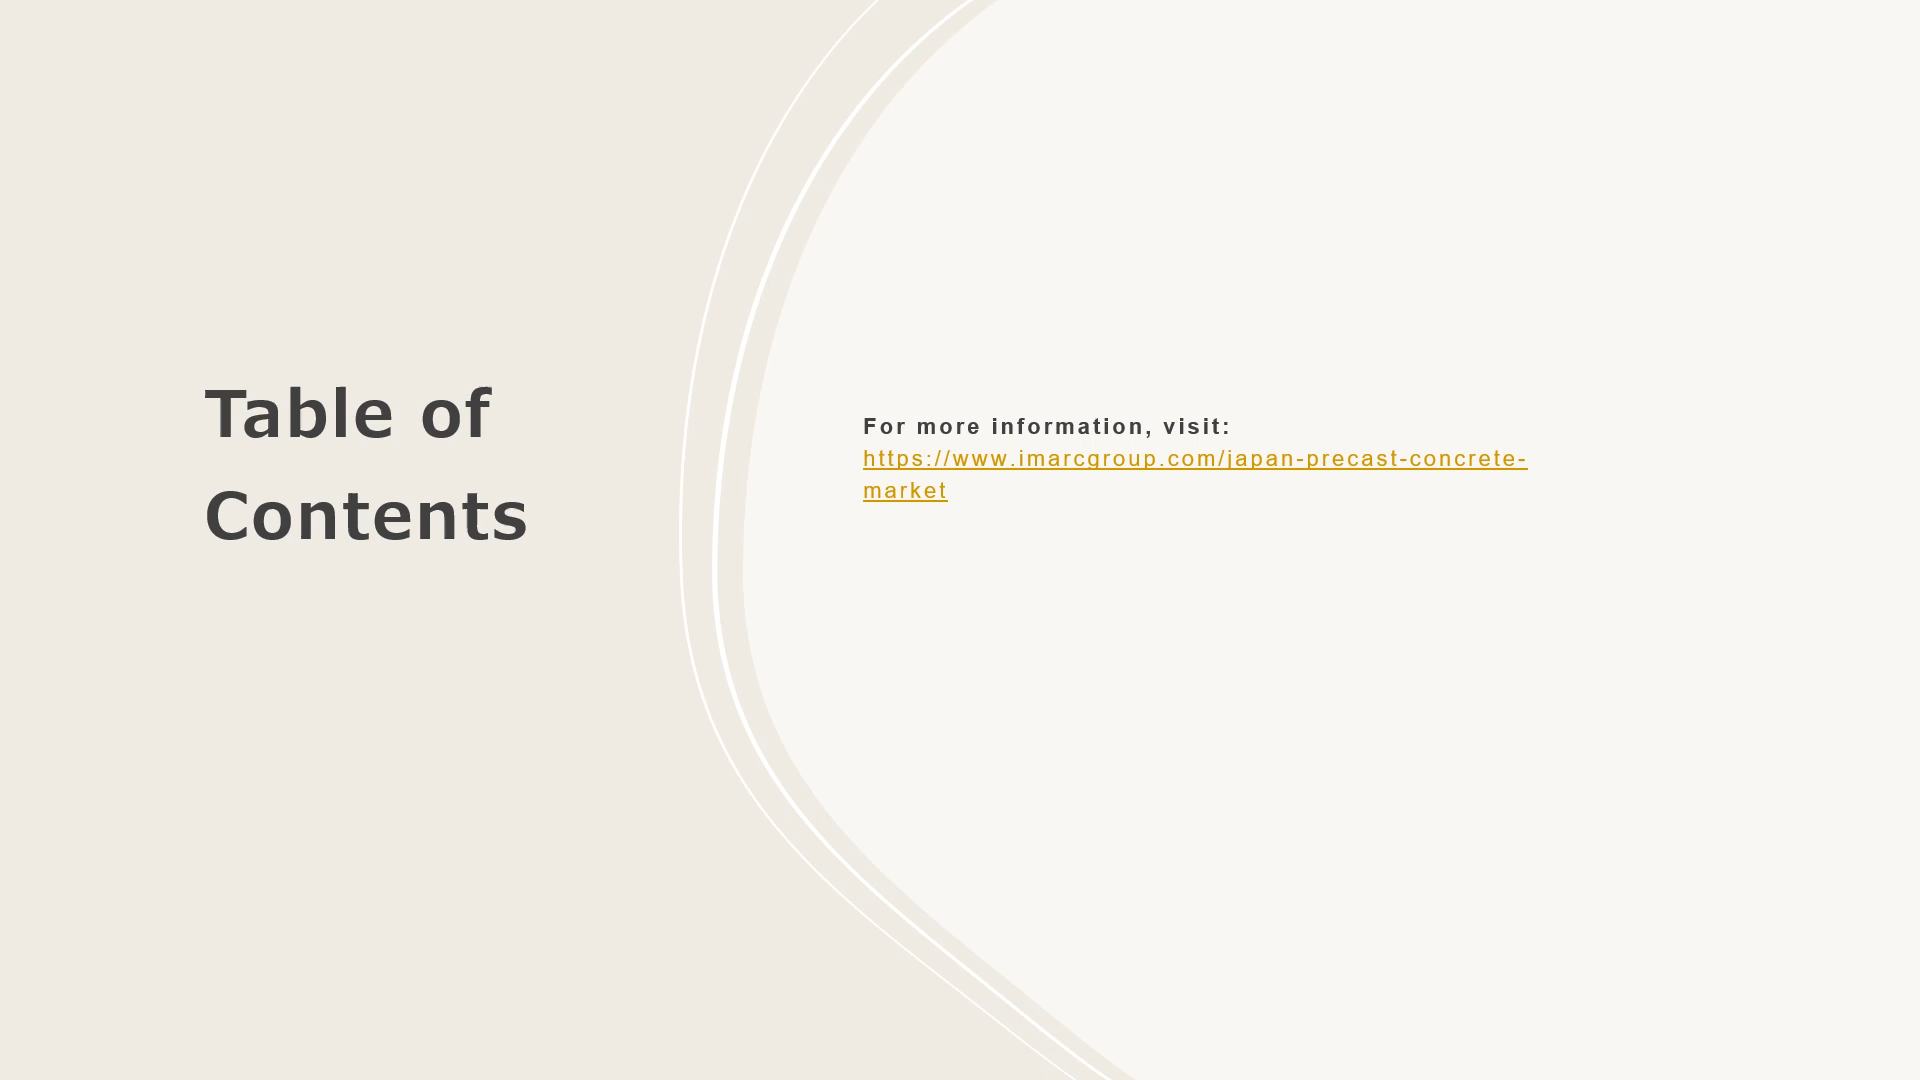 Table of
Contents
For more information, visit:
https://www.imarcgroup.com/japan-precast-concrete-
market